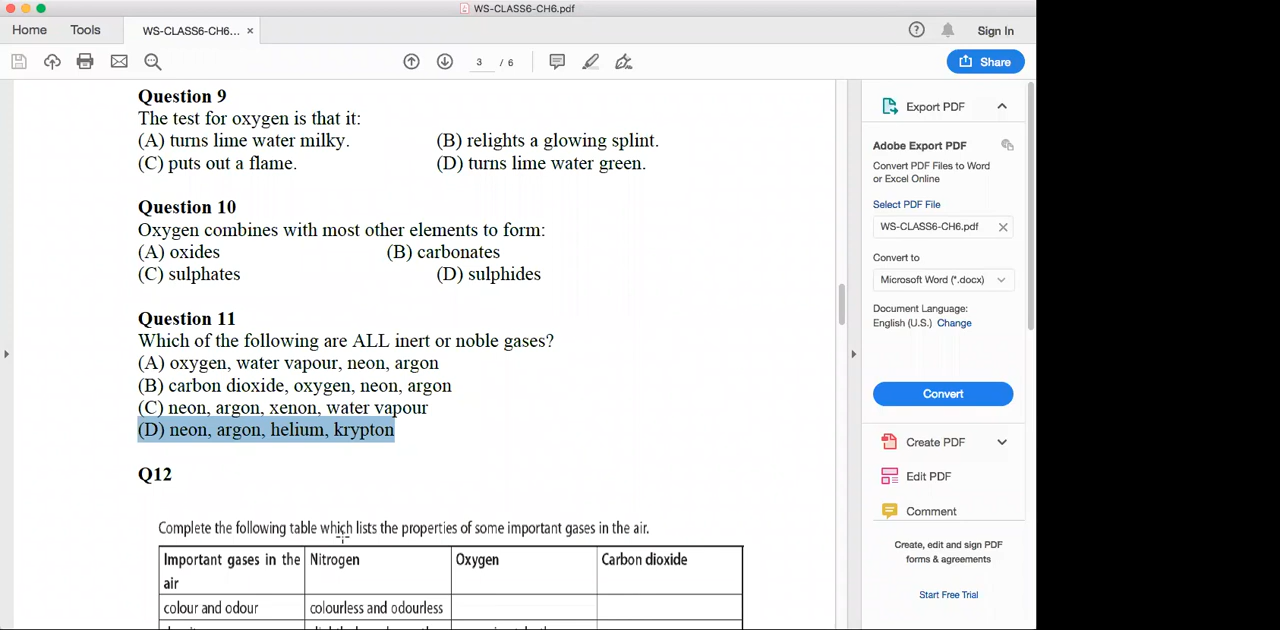 WS-CLASS6-CH6.pdf
Home Tools WS-CLASS6-CH6... × Sign In
3 / 6 Share
Question 9
The test for oxygen is that it:
(A) turns lime water milky. (B) relights a glowing splint.
(C) puts out a flame. (D) turns lime water green.
Question 10
Oxygen combines with most other elements to form:
(A) oxides (B) carbonates
(C) sulphates (D) sulphides
Question 11
Which of the following are ALL inert or noble gases?
(A) oxygen, water vapour, neon, argon
(B) carbon dioxide, oxygen, neon, argon
(C) neon, argon, xenon, water vapour
(D) neon, argon, helium, krypton
Q12
Complete the following table which lists the properties of some important gases in the air.
Important gases in the air Nitrogen Oxygen Carbon dioxide
colour and odour colourless and odourless
Export PDF
Adobe Export PDF
Convert PDF Files to Word
or Excel Online
Select PDF File
WS-CLASS6-CH6.pdf
Convert to
Microsoft Word (*.docx)
Document Language:
English (U.S.) Change
Convert
Create PDF
Edit PDF
Comment
Create, edit and sign PDF
forms & agreements
Start Free Trial